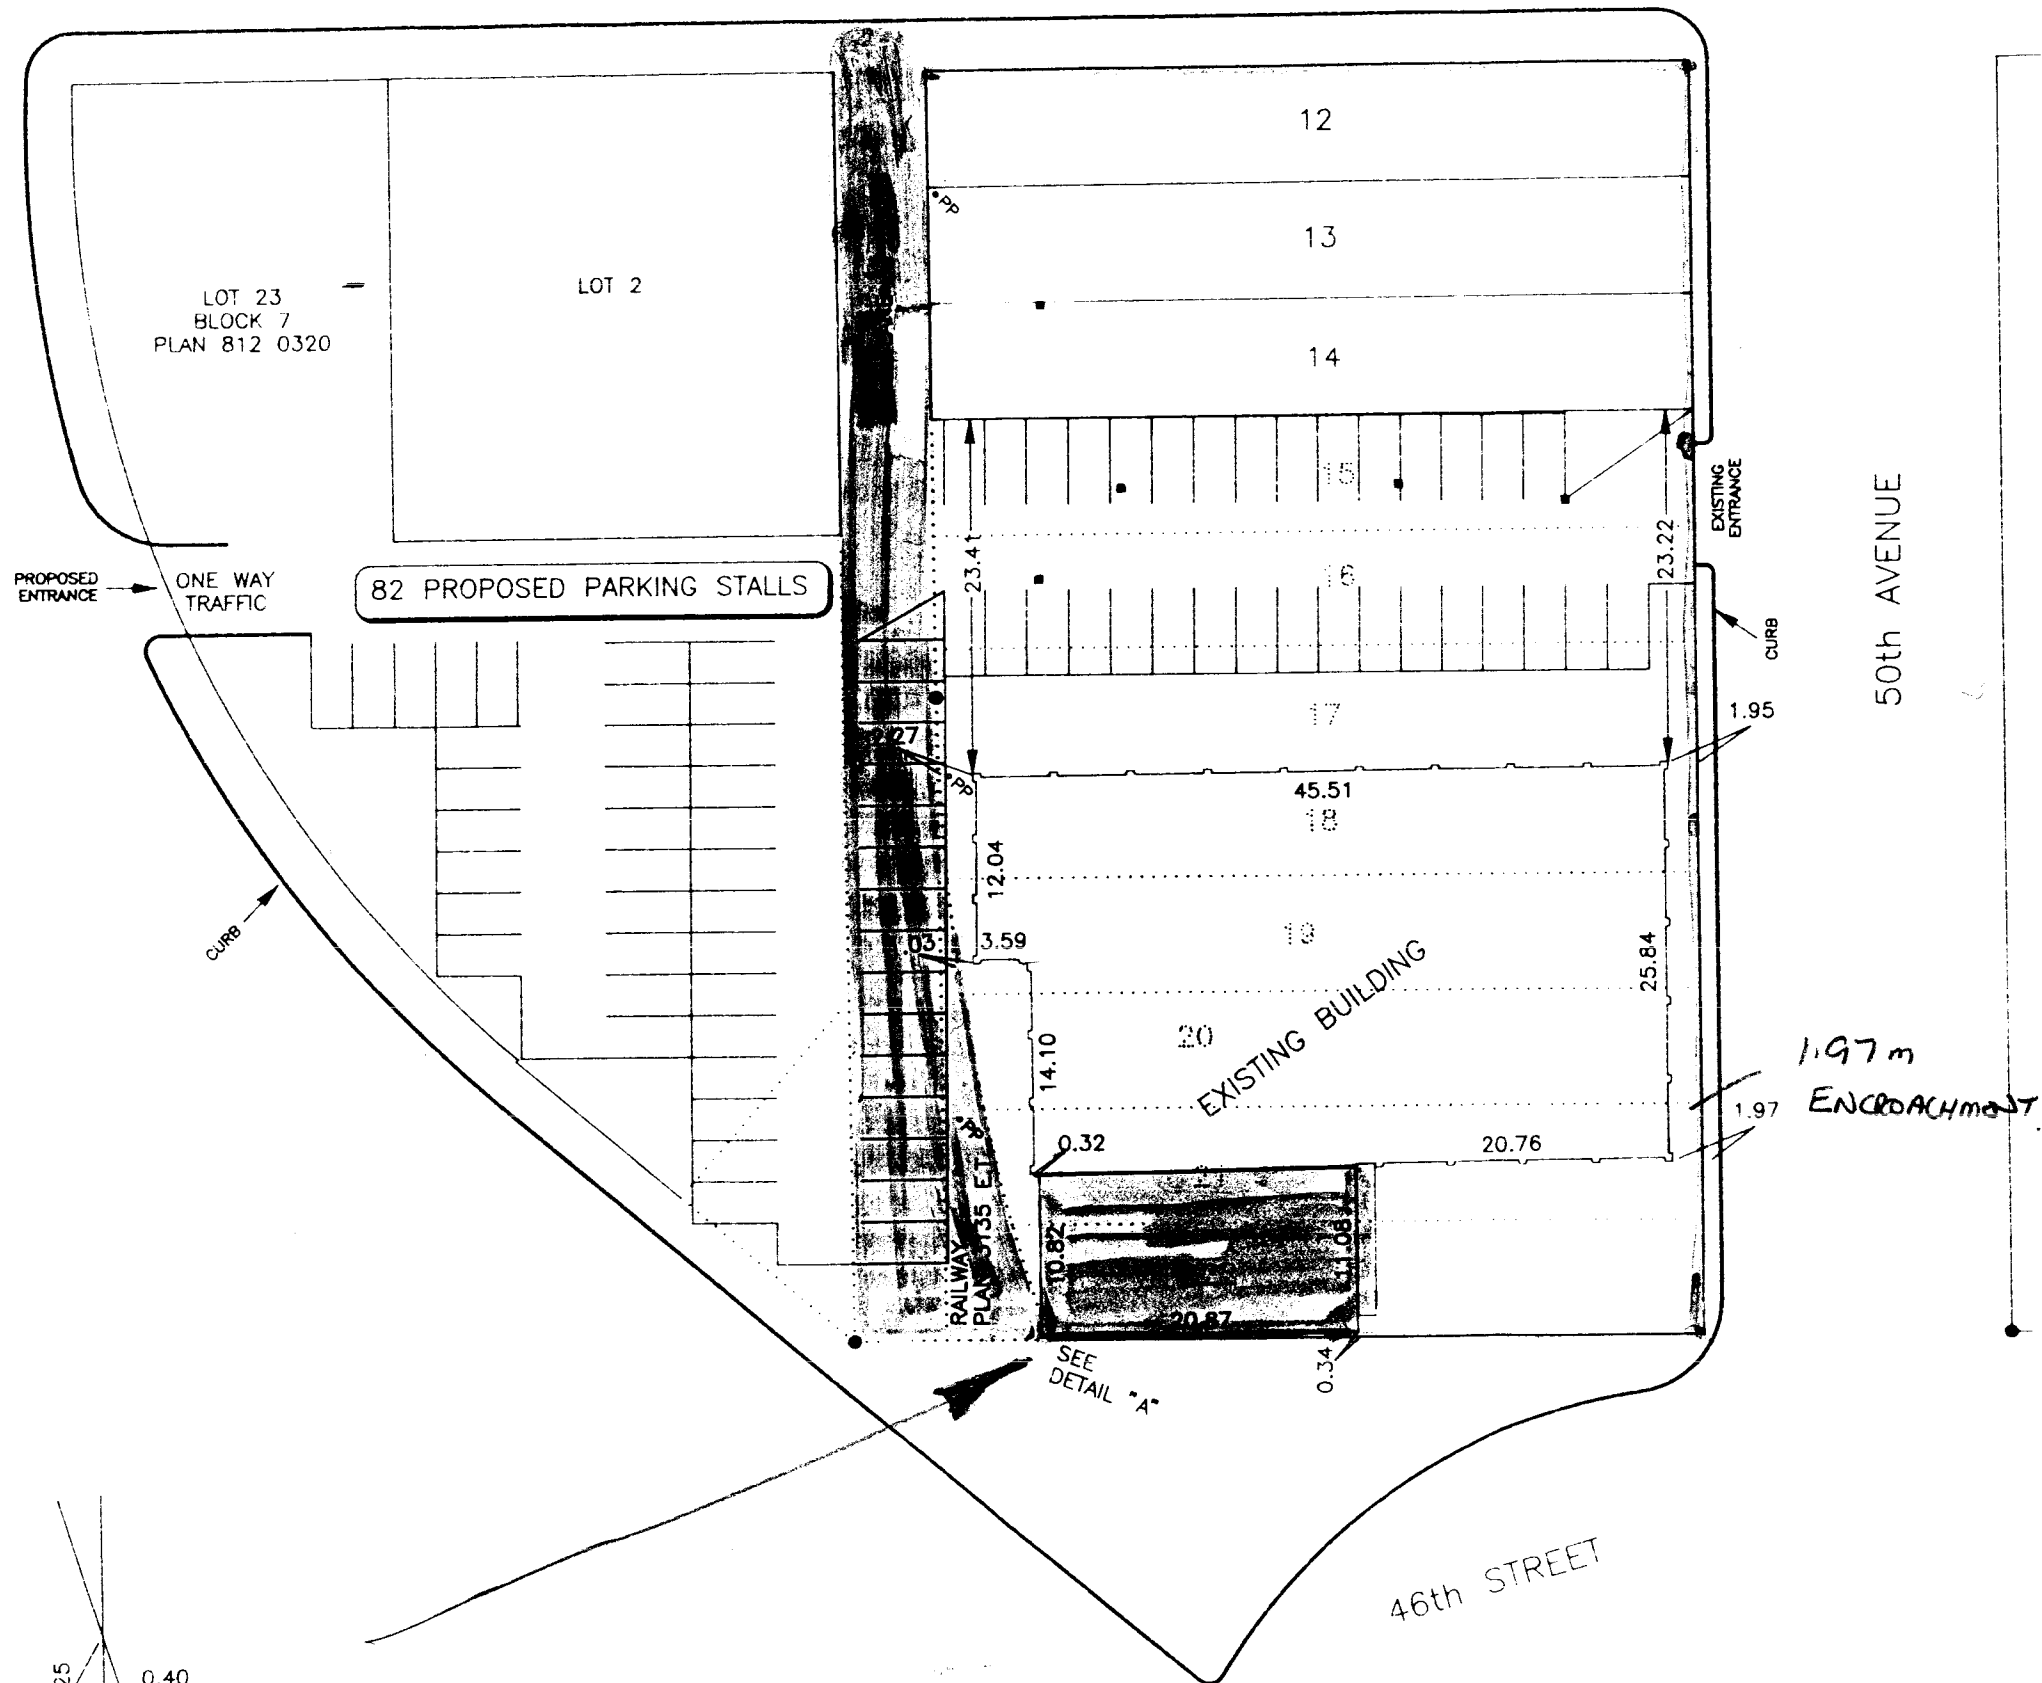 12
PP
13
LOT 23
BLOCK 7
PLAN 812 0320
LOT 2
14
15
EXISTING
ENTRANCE
50th AVENUE
23.41
23.22
16
PROPOSED
ENTRANCE
ONE WAY
TRAFFIC
82 PROPOSED PARKING STALLS
CURB
17
1.95
PP
45.51
18
12.04
CURB
3.59
19
25.84
EXISTING BUILDING
20
14.10
1.97 m
ENCROACHMENT
1.97
0.32
20.76
RAILWAY
10.82
11.08
20.87
SEE
DETAIL "A"
0.34
46th STREET
0.40